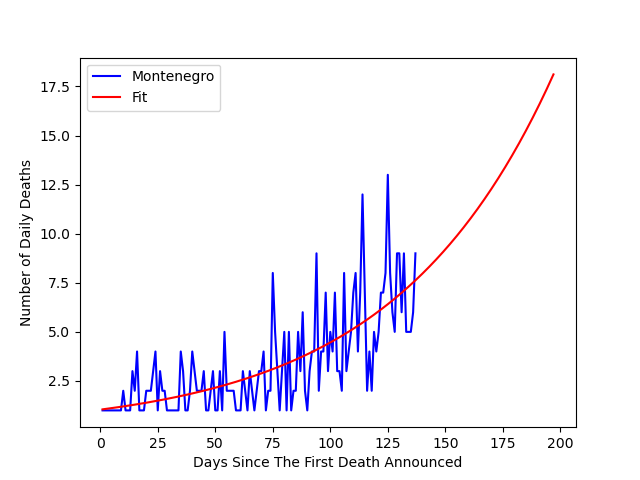 Montenegro
Fit
17.5
15.0
12.5
10.0
7.5
5.0
2.5
Number of Daily Deaths
0 25 50 75 100 125 150 175 200
Days Since The First Death Announced